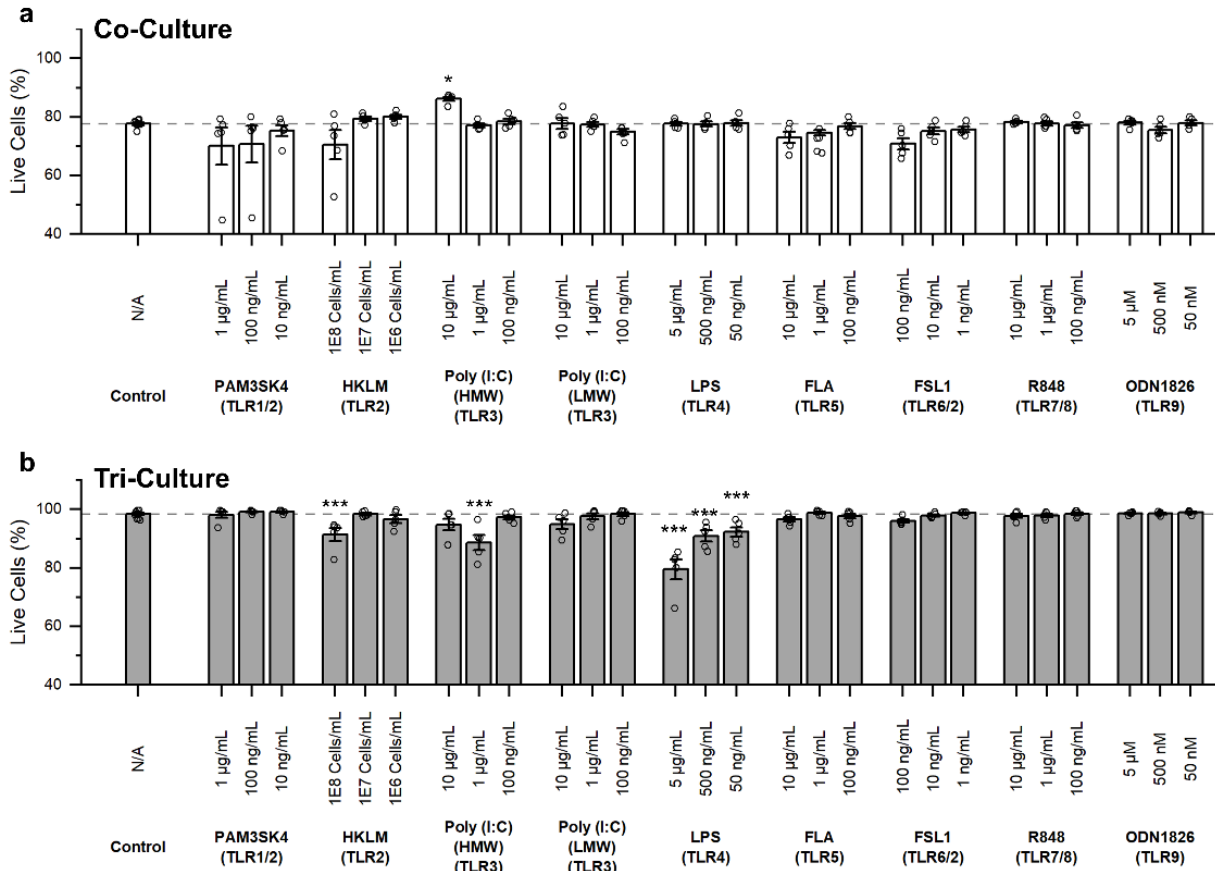 a
Co-Culture
Live Cells (%)
100
80
60
40
*
N/A
1 µg/mL
100 ng/mL
10 ng/mL
1E8 Cells/mL
1E7 Cells/mL
1E6 Cells/mL
10 µg/mL
1 µg/mL
100 ng/mL
10 µg/mL
1 µg/mL
100 ng/mL
5 µg/mL
500 ng/mL
50 ng/mL
10 µg/mL
1 µg/mL
100 ng/mL
100 ng/mL
10 ng/mL
1 ng/mL
10 µg/mL
1 µg/mL
100 ng/mL
5 µM
500 nM
50 nM
Control
PAM3SK4
(TLR1/2)
HKLM
(TLR2)
Poly (I:C)
(HMW)
(TLR3)
Poly (I:C)
(LMW)
(TLR3)
LPS
(TLR4)
FLA
(TLR5)
FSL1
(TLR6/2)
R848
(TLR7/8)
ODN1826
(TLR9)
b
Tri-Culture
Live Cells (%)
100
80
60
40
***
***
***
***
***
N/A
1 µg/mL
100 ng/mL
10 ng/mL
1E8 Cells/mL
1E7 Cells/mL
1E6 Cells/mL
10 µg/mL
1 µg/mL
100 ng/mL
10 µg/mL
1 µg/mL
100 ng/mL
5 µg/mL
500 ng/mL
50 ng/mL
10 µg/mL
1 µg/mL
100 ng/mL
100 ng/mL
10 ng/mL
1 ng/mL
10 µg/mL
1 µg/mL
100 ng/mL
5 µM
500 nM
50 nM
Control
PAM3SK4
(TLR1/2)
HKLM
(TLR2)
Poly (I:C)
(HMW)
(TLR3)
Poly (I:C)
(LMW)
(TLR3)
LPS
(TLR4)
FLA
(TLR5)
FSL1
(TLR6/2)
R848
(TLR7/8)
ODN1826
(TLR9)